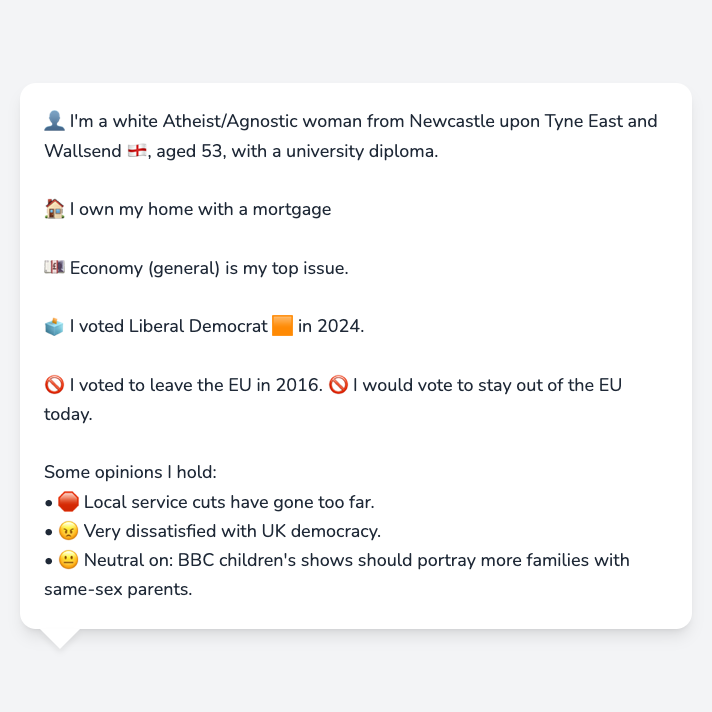 👤 I'm a white Atheist/Agnostic woman from Newcastle upon Tyne East and
Wallsend 🏴󠁧󠁢󠁥󠁮󠁧󠁿, aged 53, with a university diploma.
🏠 I own my home with a mortgage
💷 Economy (general) is my top issue.
🗳️ I voted Liberal Democrat 🟧 in 2024.
🚫 I voted to leave the EU in 2016. 🚫 I would vote to stay out of the EU
today.
Some opinions I hold:
• 🛑 Local service cuts have gone too far.
• 😠 Very dissatisfied with UK democracy.
• 😐 Neutral on: BBC children's shows should portray more families with
same-sex parents.